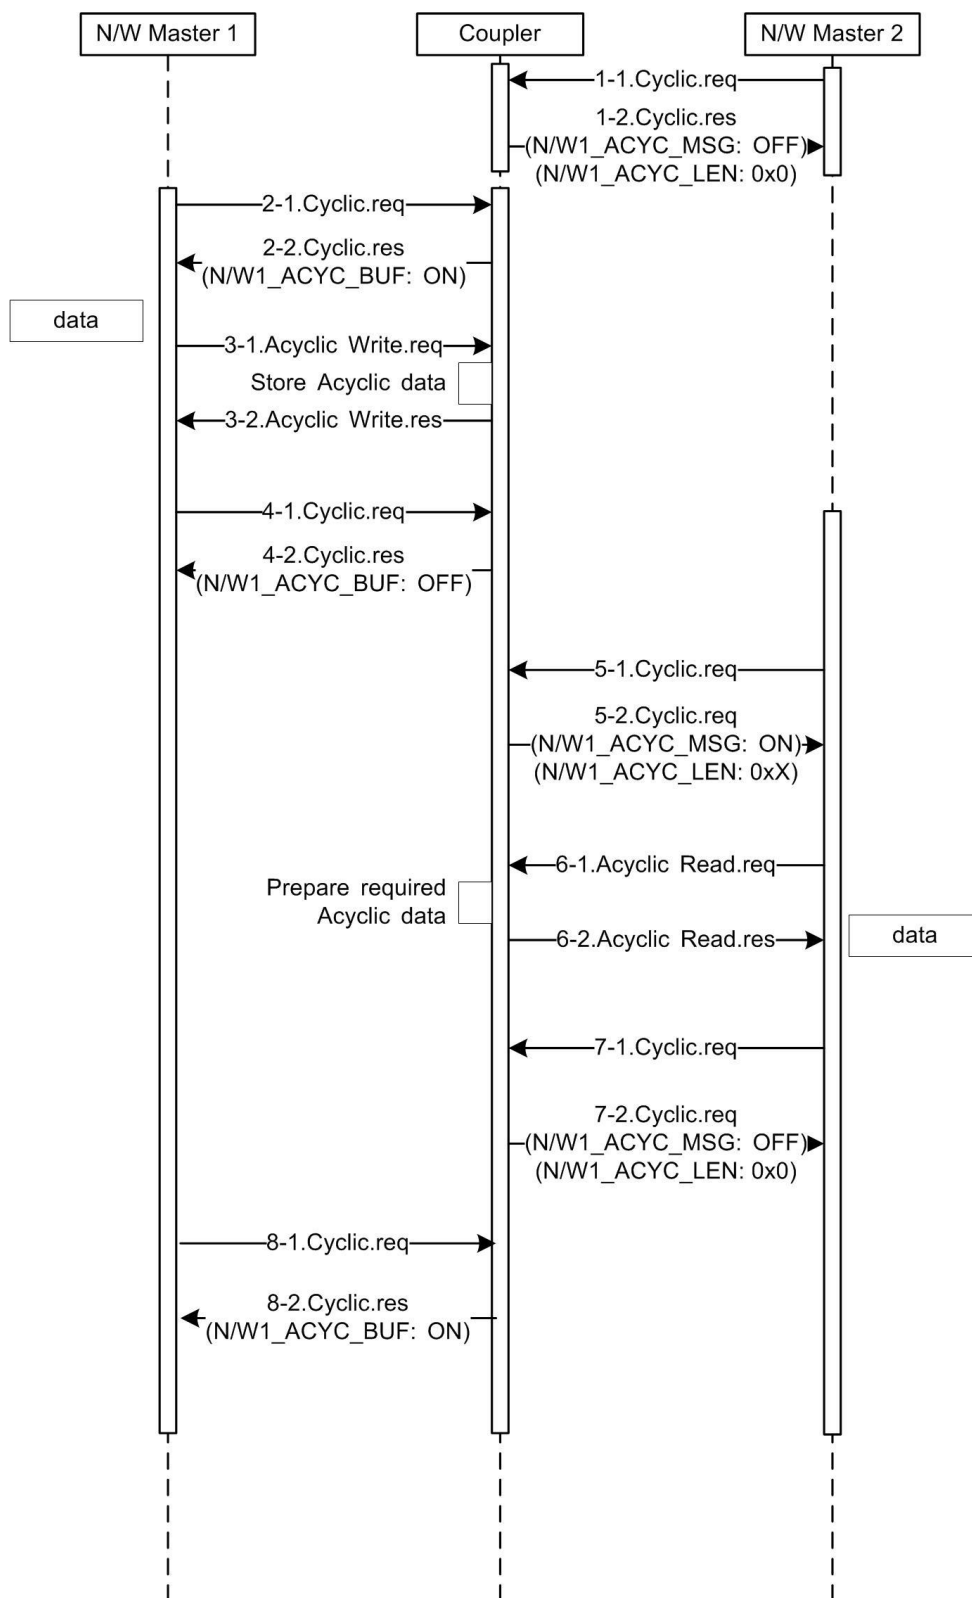 N/W Master 1
Coupler
N/W Master 2
1-1.Cyclic.req
1-2.Cyclic.res
(N/W1_ACYC_MSG: OFF)
(N/W1_ACYC_LEN: 0x0)
2-1.Cyclic.req
2-2.Cyclic.res
(N/W1_ACYC_BUF: ON)
data
3-1.Acyclic Write.req
Store Acyclic data
3-2.Acyclic Write.res
4-1.Cyclic.req
4-2.Cyclic.res
(N/W1_ACYC_BUF: OFF)
5-1.Cyclic.req
5-2.Cyclic.req
(N/W1_ACYC_MSG: ON)
(N/W1_ACYC_LEN: 0xX)
6-1.Acyclic Read.req
Prepare required
Acyclic data
6-2.Acyclic Read.res
data
7-1.Cyclic.req
7-2.Cyclic.req
(N/W1_ACYC_MSG: OFF)
(N/W1_ACYC_LEN: 0x0)
8-1.Cyclic.req
8-2.Cyclic.res
(N/W1_ACYC_BUF: ON)